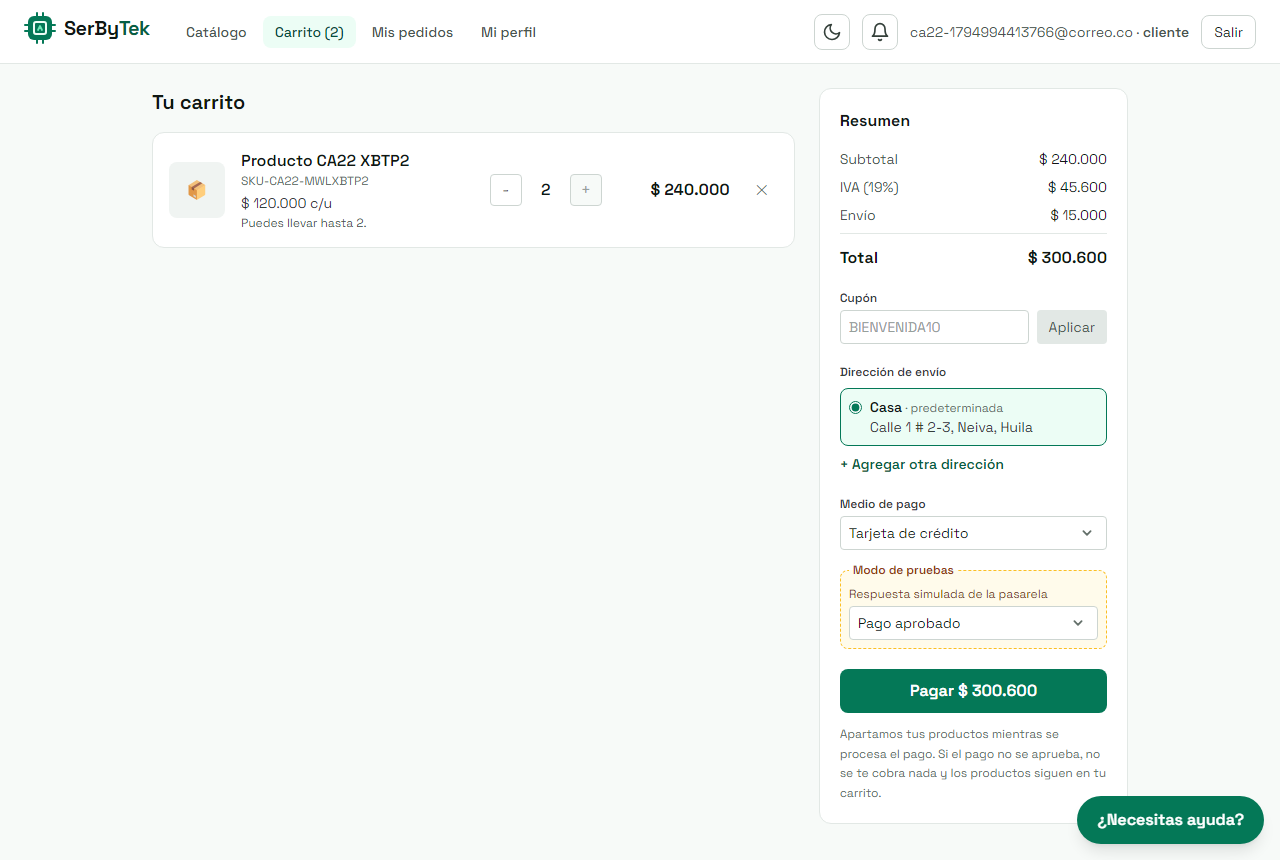 SerByTek
Catálogo
Carrito (2)
Mis pedidos
Mi perfil
ca22-1794994413766@correo.co · cliente
Salir
Tu carrito
Producto CA22 XBTP2
SKU-CA22-MWLXBTP2
$ 120.000 c/u
Puedes llevar hasta 2.
- 2 +
$ 240.000
Resumen
Subtotal $ 240.000
IVA (19%) $ 45.600
Envío $ 15.000
Total $ 300.600
Cupón
BIENVENIDA10
Aplicar
Dirección de envío
Casa · predeterminada
Calle 1 # 2-3, Neiva, Huila
+ Agregar otra dirección
Medio de pago
Tarjeta de crédito
Modo de pruebas
Respuesta simulada de la pasarela
Pago aprobado
Pagar $ 300.600
Apartamos tus productos mientras se
procesa el pago. Si el pago no se aprueba, no
se te cobra nada y los productos siguen en tu
carrito.
¿Necesitas ayuda?